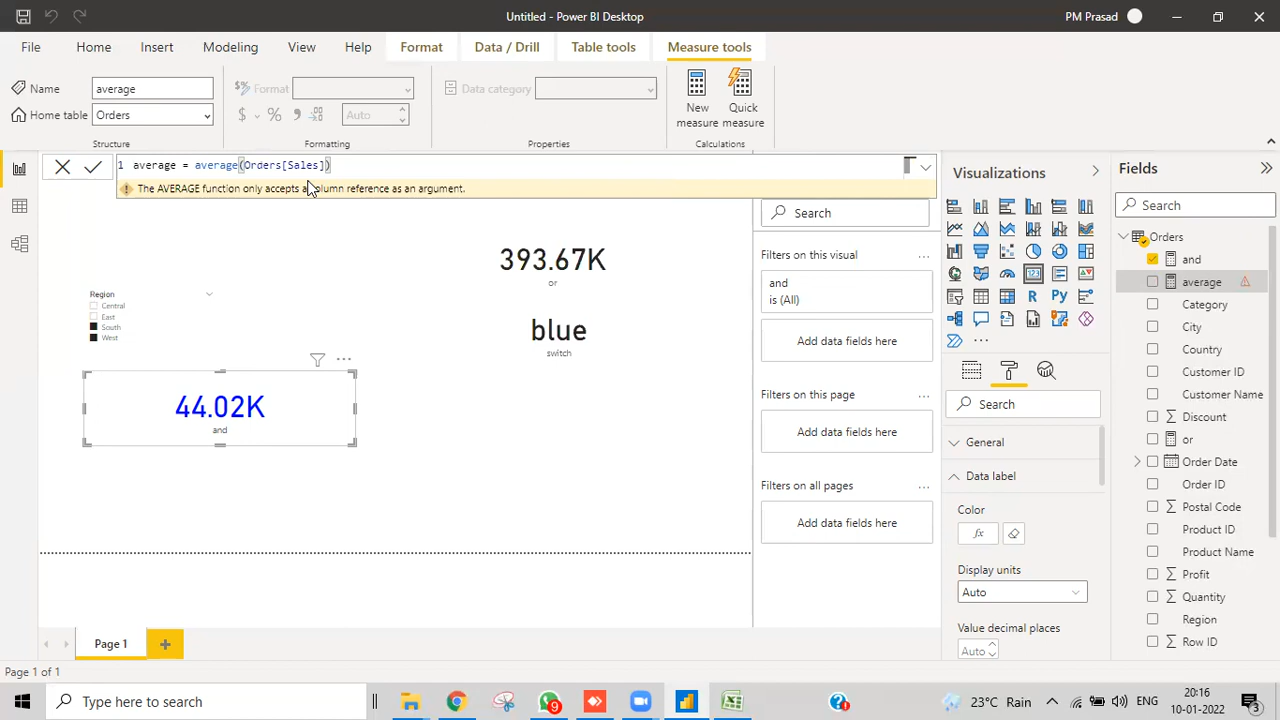 Untitled - Power BI Desktop
PM Prasad
File
Home
Insert
Modeling
View
Help
Format
Data / Drill
Table tools
Measure tools
Name
average
Home table
Orders
Structure
Format
Auto
Formatting
Data category
Properties
New measure
Quick measure
Calculations
1 average = average(Orders[Sales])
The AVERAGE function only accepts a column reference as an argument.
Region
Central
East
South
West
44.02K
and
393.67K
or
blue
switch
Search
Filters on this visual
and
is (All)
Add data fields here
Filters on this page
Add data fields here
Filters on all pages
Add data fields here
Visualizations
R
Py
Search
General
Data label
Color
fx
Display units
Auto
Value decimal places
Auto
Fields
Search
Orders
and
average
Category
City
Country
Customer ID
Customer Name
Discount
or
Order Date
Order ID
Postal Code
Product ID
Product Name
Profit
Quantity
Region
Row ID
Page 1
Page 1 of 1
Type here to search
9
23°C Rain
ENG
20:16
10-01-2022
3